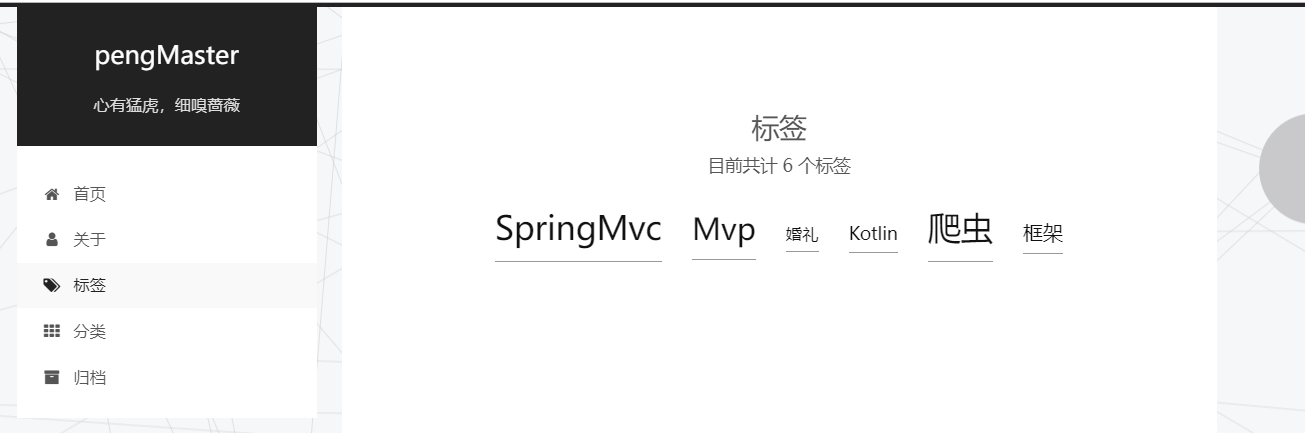 pengMaster
心有猛虎，细嗅蔷薇
首页
关于
标签
分类
归档
标签
目前共计 6 个标签
SpringMvc Mvp 婚礼 Kotlin 爬虫 框架